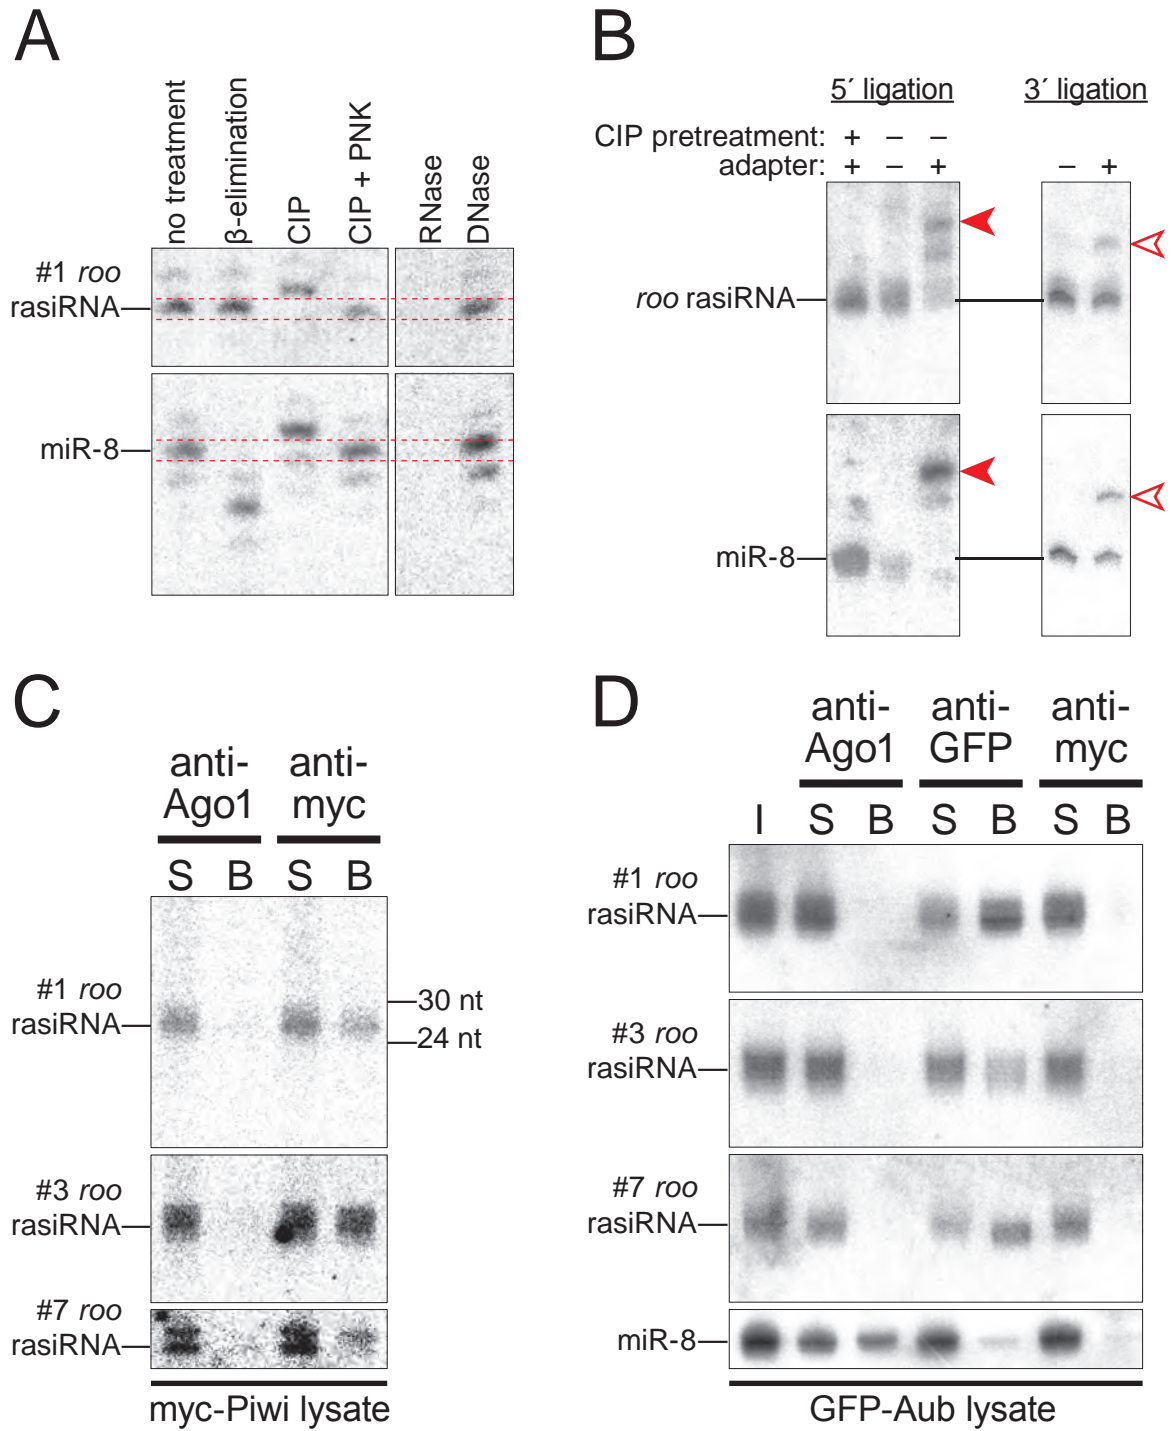 A
no treatment
β-elimination
CIP
CIP + PNK
RNase
DNase
#1 roo
rasiRNA
miR-8
B
5´ ligation
3´ ligation
CIP pretreatment: + – –
adapter: + – + – +
roo rasiRNA
miR-8
C
anti-
Ago1
anti-
myc
S B S B
#1 roo
rasiRNA
30 nt
24 nt
#3 roo
rasiRNA
#7 roo
rasiRNA
myc-Piwi lysate
D
anti-
Ago1
anti-
GFP
anti-
myc
I S B S B S B
#1 roo
rasiRNA
#3 roo
rasiRNA
#7 roo
rasiRNA
miR-8
GFP-Aub lysate